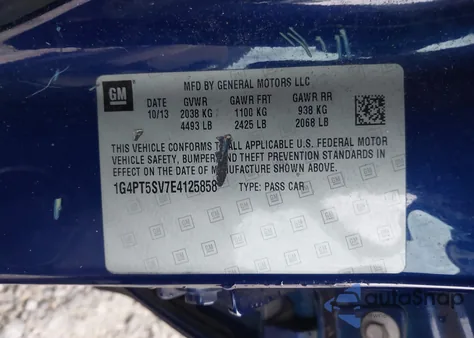 GM
MFD BY GENERAL MOTORS LLC
DATE GVWR GAWR FRT GAWR RR
10/13 2038 KG 1100 KG 938 KG
4493 LB 2425 LB 2068 LB
THIS VEHICLE CONFORMS TO ALL APPLICABLE U.S. FEDERAL MOTOR
VEHICLE SAFETY, BUMPER AND THEFT PREVENTION STANDARDS IN
EFFECT ON THE DATE OF MANUFACTURE SHOWN ABOVE.
1G4PT5SV7E4125858 TYPE: PASS CAR
autoSnap